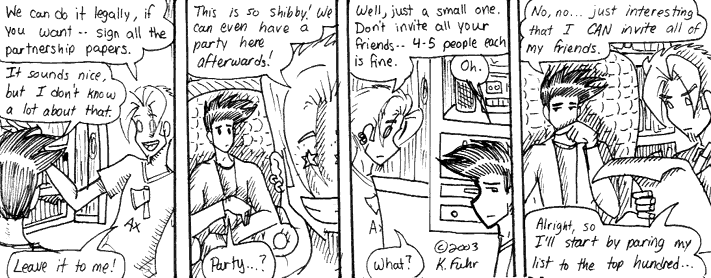 We can do it legally, if
you want -- sign all the
partnership papers.
It sounds nice,
but I don't know
a lot about that.
Ax
Leave it to me!
This is so shibby! We
can even have a
party here
afterwards!
Party...?
Well, just a small one.
Don't invite all your
friends-- 4-5 people each
is fine.
Oh.
A
What?
©2003
K. Fuhr
No, no... just interesting
that I CAN invite all of
my friends.
Alright, so
I'll start by paring my
list to the top hundred...